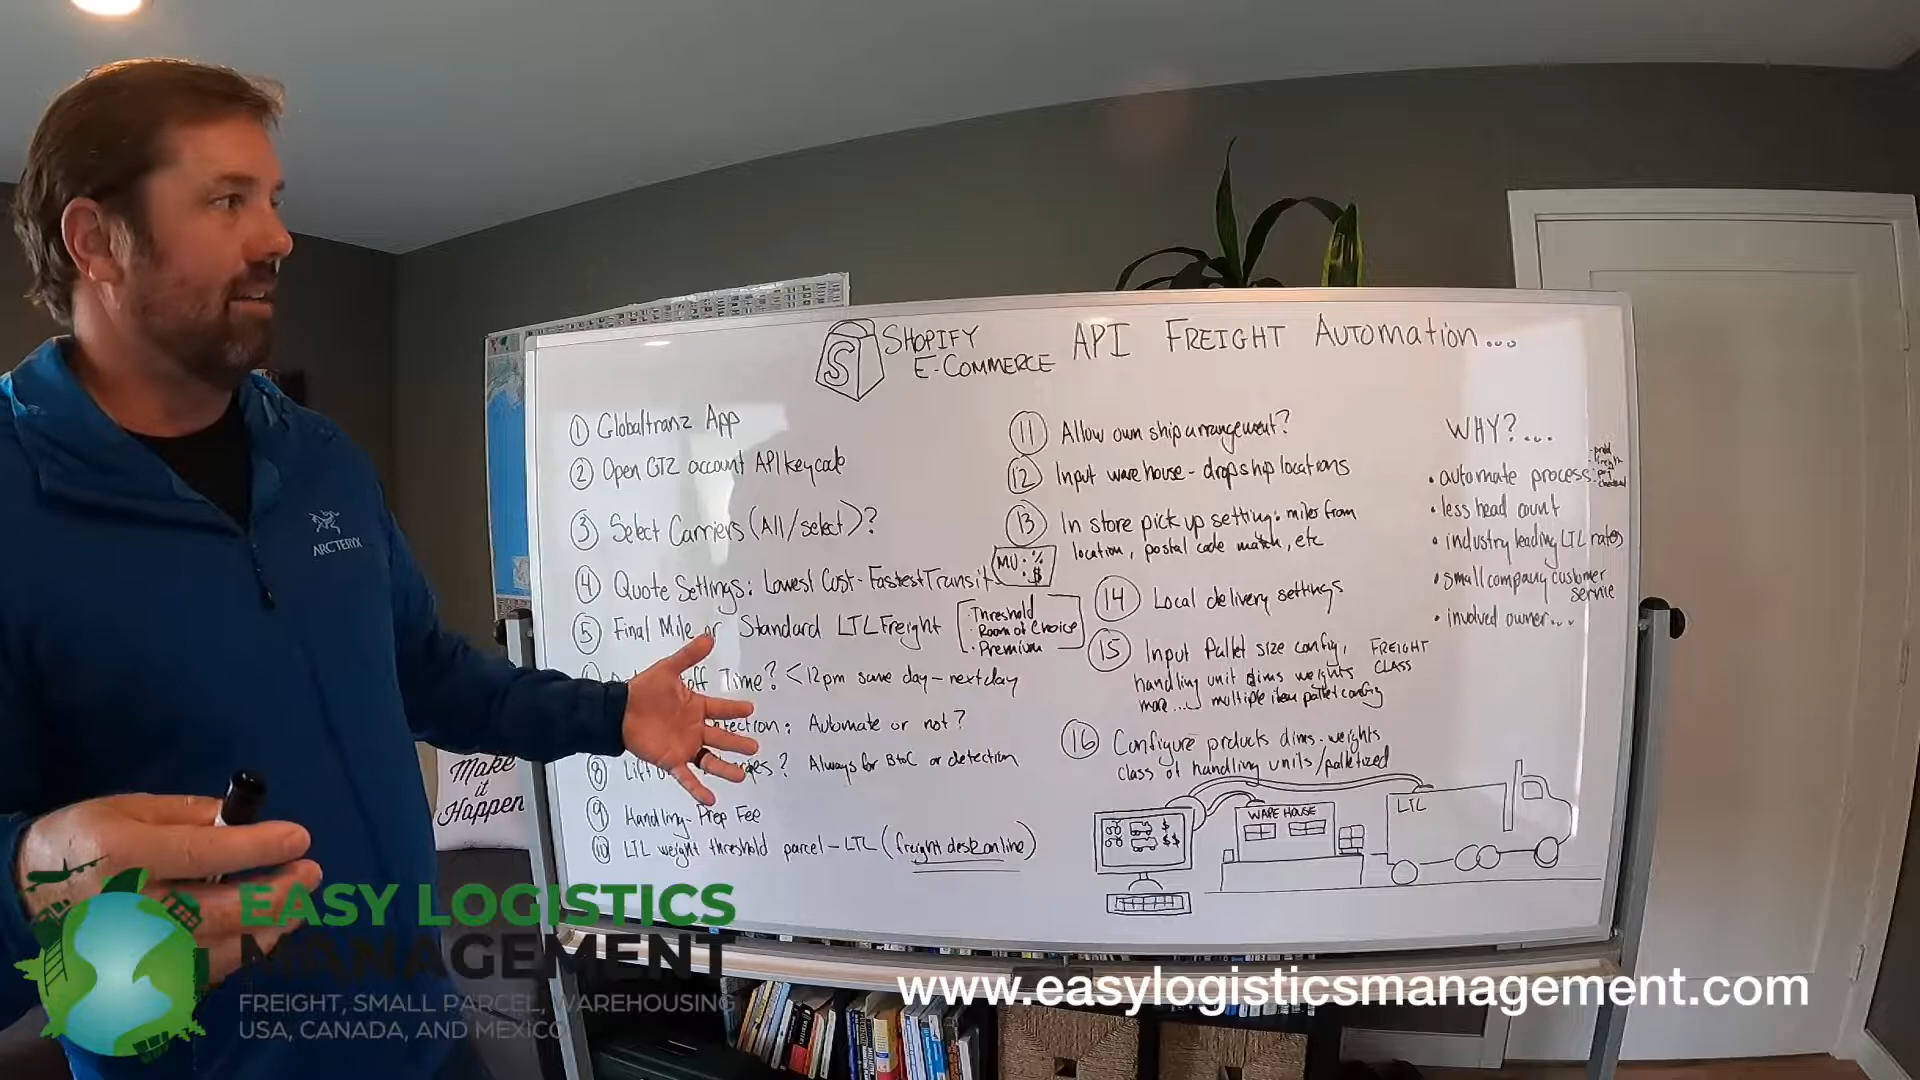 SHOPIFY
E-COMMERCE
API FREIGHT AUTOMATION...
① Globaltranz App
② Open GTZ account API keycode
③ Select Carriers (All/select)?
④ Quote Settings: Lowest Cost - Fastest Transit
MU: %
: $
⑤ Final Mile or Standard LTL Freight
· Threshold
· Room of Choice
· Premium
off Time? < 12pm same day - next day
tection: Automate or not?
⑧ Lift ges? Always for BtoC or detection
⑨ Handling - Prep Fee
⑩ LTL weight threshold parcel - LTL (freight desk online)
⑪ Allow own ship arrangement?
⑫ Input warehouse - dropship locations
⑬ In store pick up setting: miles from
location, postal code match, etc
⑭ Local delivery settings
⑮ Input Pallet size config, FREIGHT
handling unit dims weights CLASS
more... multiple item pallet config
⑯ Configure products dims - weights
class of handling units/palletized
WHY?...
• automate process
• less head count
• industry leading LTL rates
• small company customer
service
• involved owner...
$
$$
WAREHOUSE
LTL
S
ARC'TERYX
Make
it
Happen
EASY LOGISTICS
MANAGEMENT
FREIGHT, SMALL PARCEL, WAREHOUSING
USA, CANADA, AND MEXICO
www.easylogisticsmanagement.com